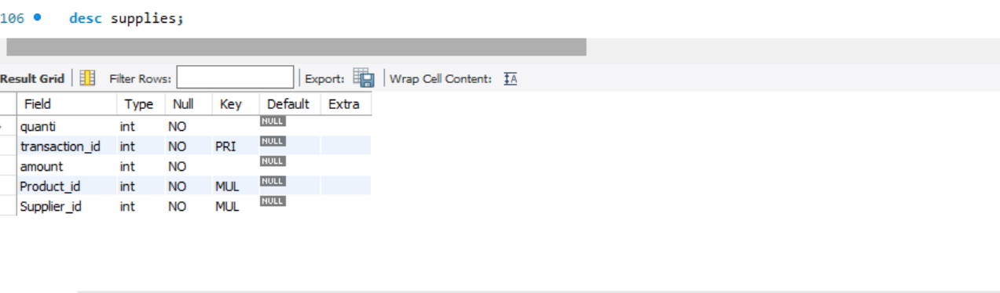 106 desc supplies;
Result Grid Filter Rows: Export: Wrap Cell Content: IA
Field Type Null Key Default Extra
quanti int NO NULL
transaction_id int NO PRI NULL
amount int NO NULL
Product_id int NO MUL NULL
Supplier_id int NO MUL NULL